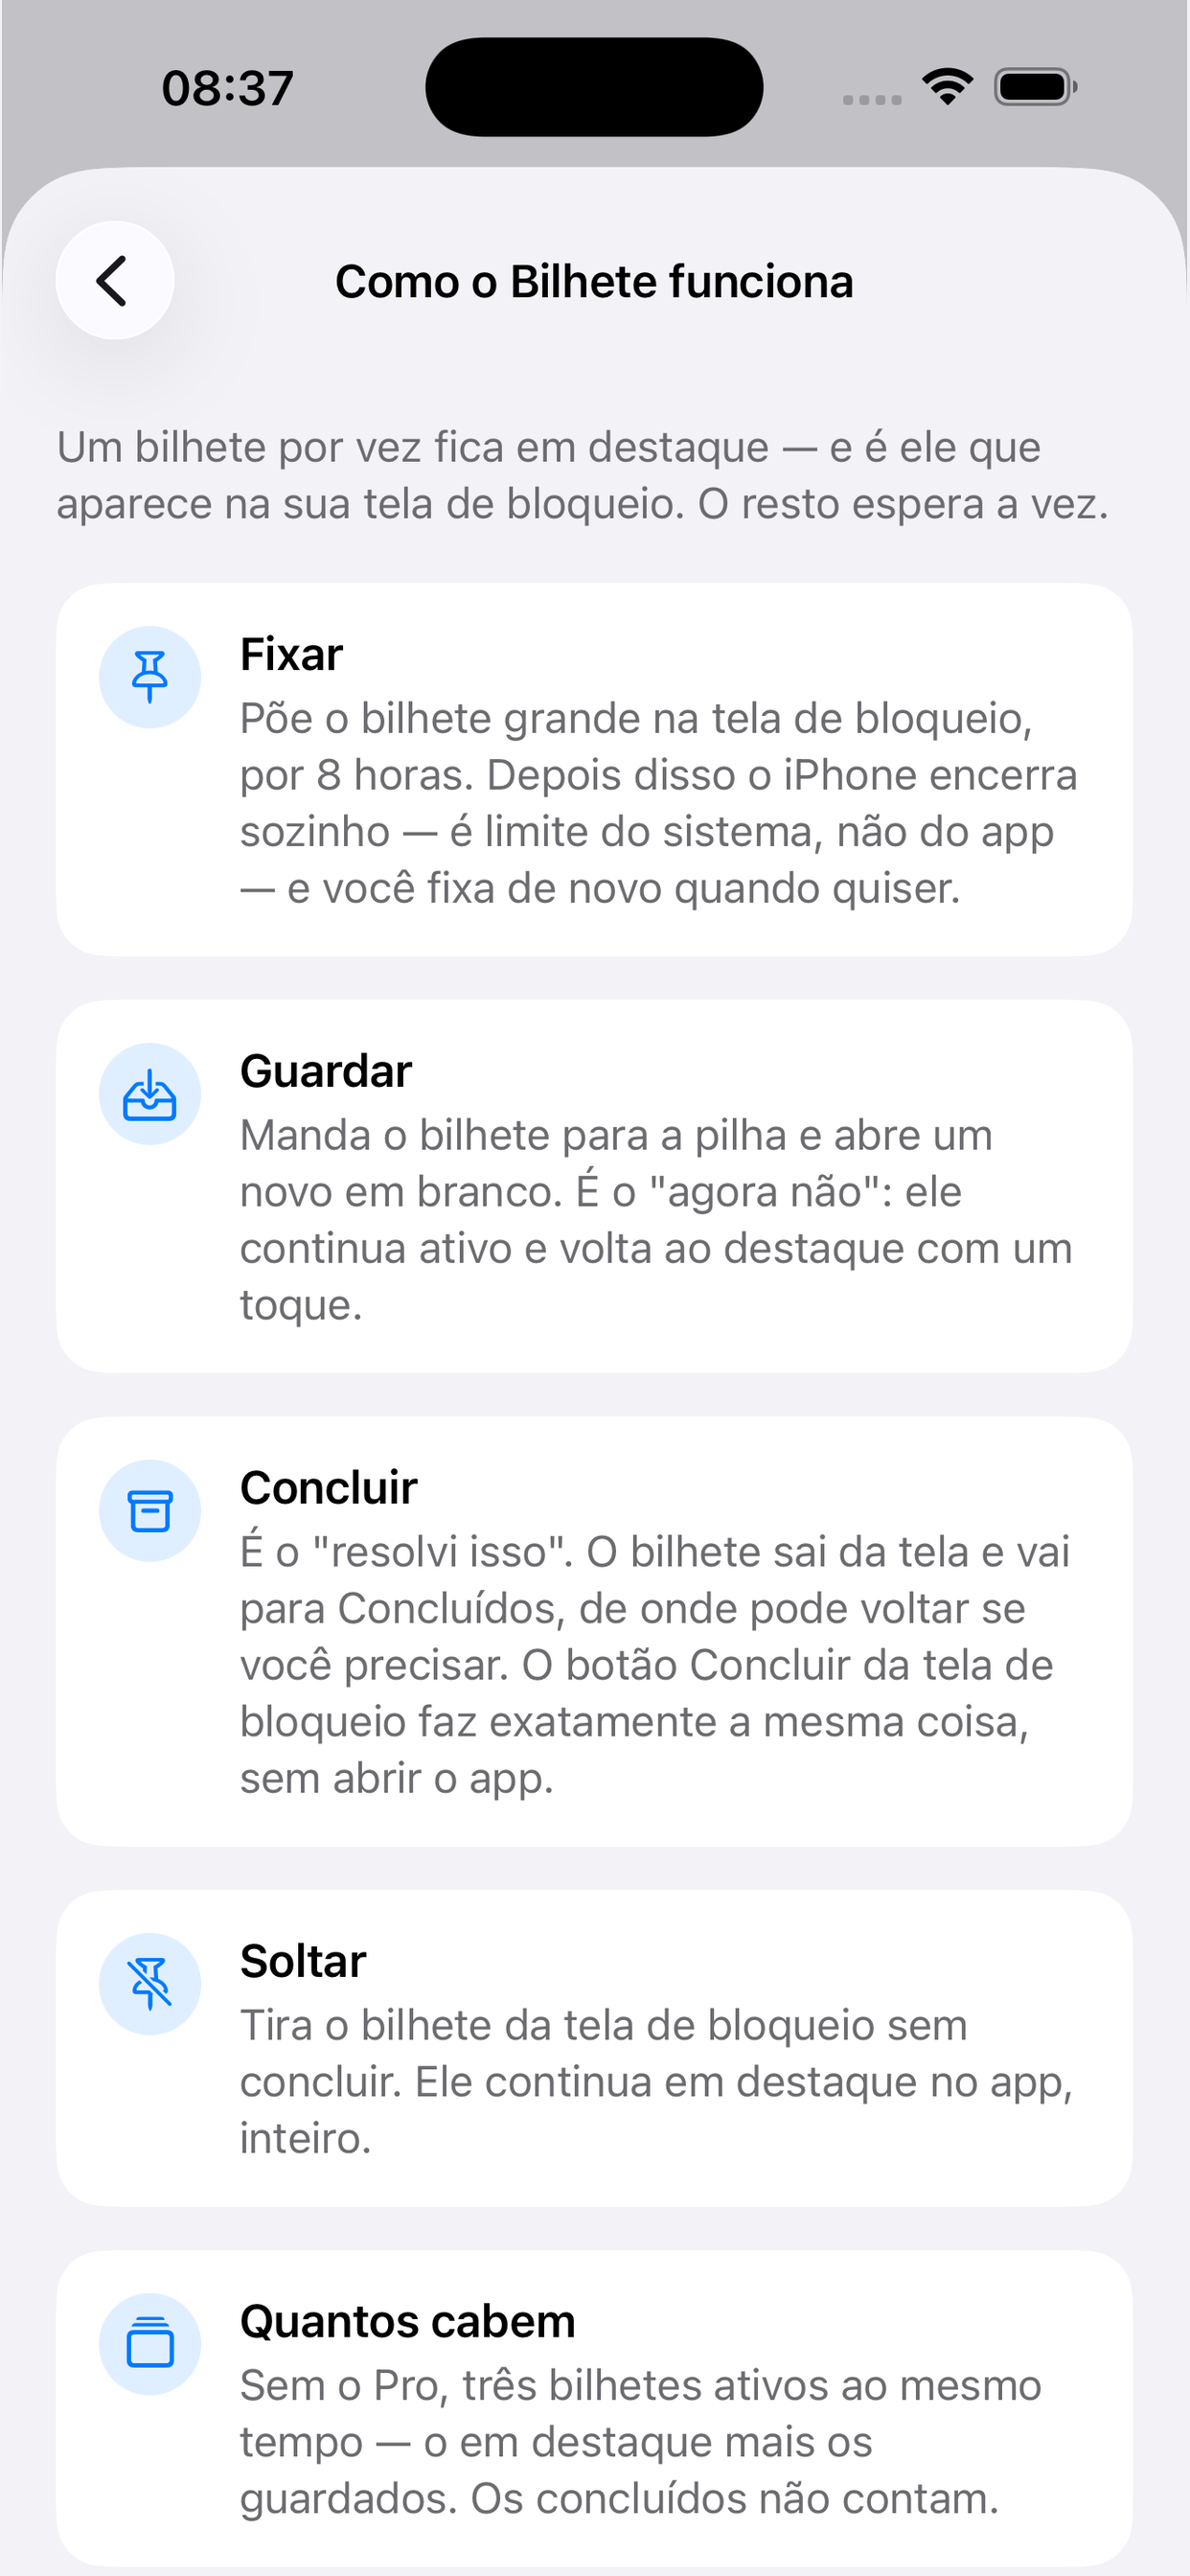 08:37
Como o Bilhete funciona
Um bilhete por vez fica em destaque — e é ele que
aparece na sua tela de bloqueio. O resto espera a vez.
Fixar
Põe o bilhete grande na tela de bloqueio,
por 8 horas. Depois disso o iPhone encerra
sozinho — é limite do sistema, não do app
— e você fixa de novo quando quiser.
Guardar
Manda o bilhete para a pilha e abre um
novo em branco. É o "agora não": ele
continua ativo e volta ao destaque com um
toque.
Concluir
É o "resolvi isso". O bilhete sai da tela e vai
para Concluídos, de onde pode voltar se
você precisar. O botão Concluir da tela de
bloqueio faz exatamente a mesma coisa,
sem abrir o app.
Soltar
Tira o bilhete da tela de bloqueio sem
concluir. Ele continua em destaque no app,
inteiro.
Quantos cabem
Sem o Pro, três bilhetes ativos ao mesmo
tempo — o em destaque mais os
guardados. Os concluídos não contam.